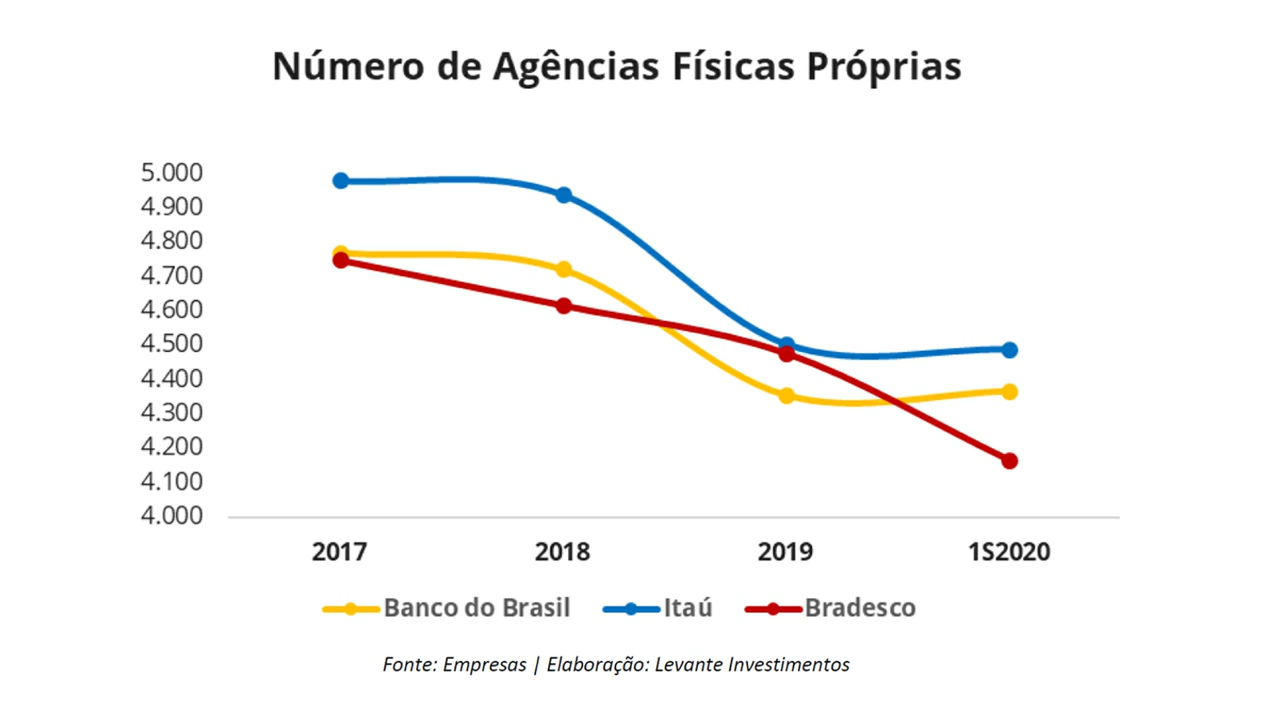 Número de Agências Físicas Próprias
5.000
4.900
4.800
4.700
4.600
4.500
4.400
4.300
4.200
4.100
4.000
2017 2018 2019 1S2020
Banco do Brasil Itaú Bradesco
Fonte: Empresas | Elaboração: Levante Investimentos